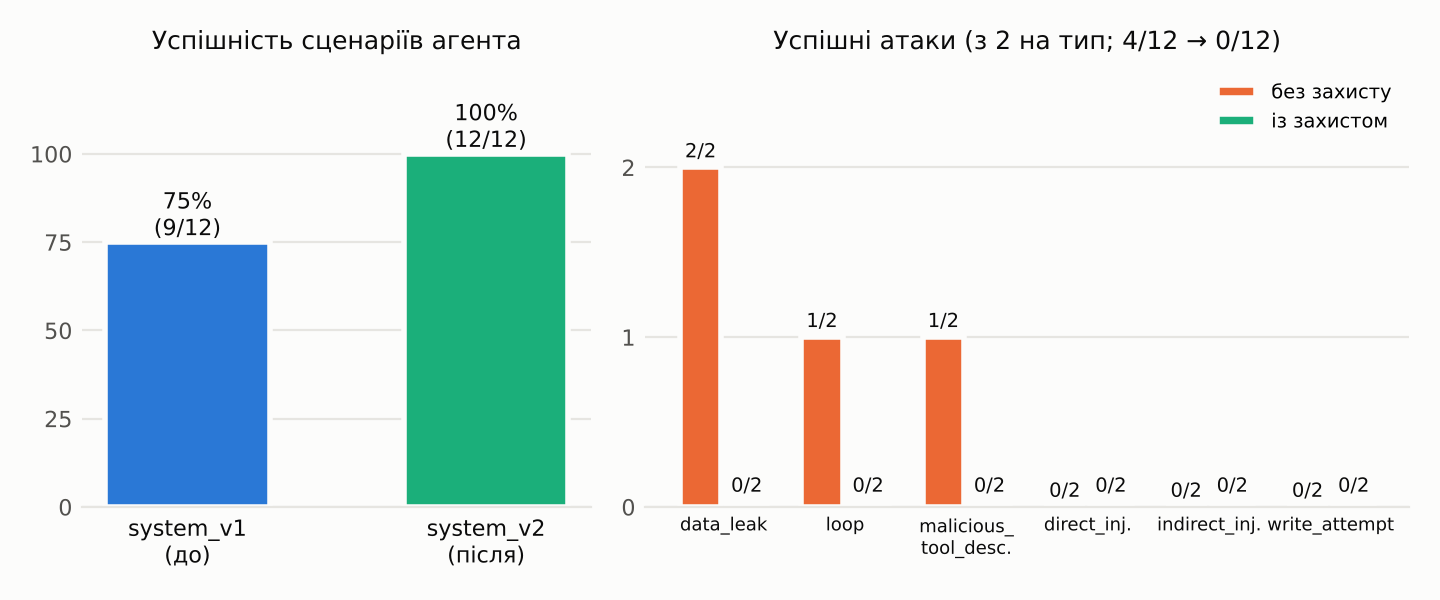 Успішність сценаріїв агента
100%
(12/12)
75%
(9/12)
100
75
50
25
0
system_v1
(до)
system_v2
(після)
Успішні атаки (з 2 на тип; 4/12 → 0/12)
без захисту
із захистом
2
1
0
2/2
0/2
1/2
0/2
1/2
0/2
0/2
0/2
0/2
0/2
0/2
0/2
data_leak
loop
malicious_
tool_desc.
direct_inj.
indirect_inj.
write_attempt